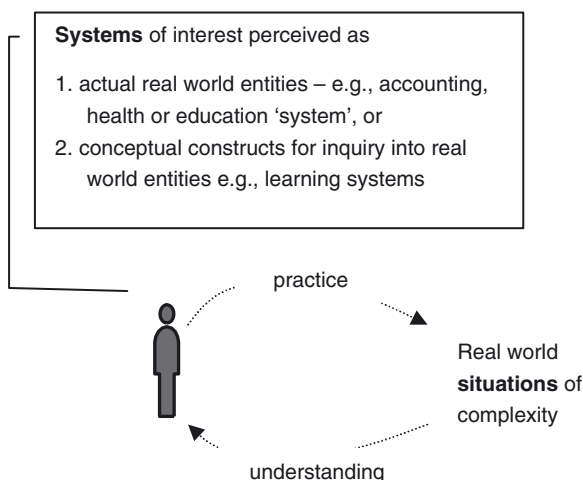 Systems of interest perceived as
1. actual real world entities – e.g., accounting,
health or education ‘system’, or
2. conceptual constructs for inquiry into real
world entities e.g., learning systems
practice
Real world
situations of
complexity
understanding